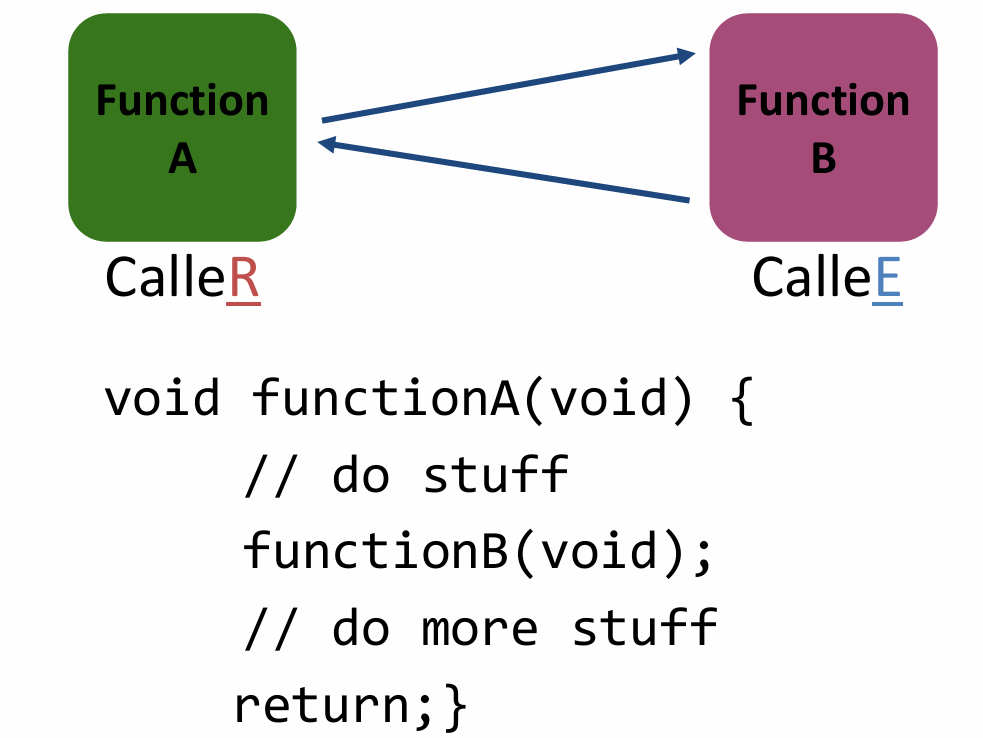 Function
A
Function
B
CalleR
CalleE
void functionA(void) {
// do stuff
functionB(void);
// do more stuff
return;}